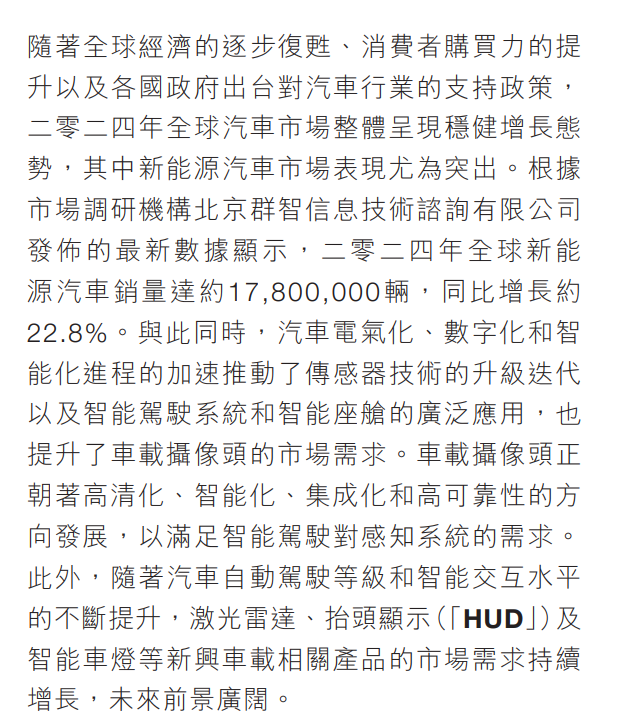 隨著全球經濟的逐步復甦、消費者購買力的提
升以及各國政府出台對汽車行業的支持政策，
二零二四年全球汽車市場整體呈現穩健增長態
勢，其中新能源汽車市場表現尤為突出。根據
市場調研機構北京群智信息技術諮詢有限公司
發佈的最新數據顯示，二零二四年全球新能
源汽車銷量達約17,800,000輛，同比增長約
22.8%。與此同時，汽車電氣化、數字化和智
能化進程的加速推動了傳感器技術的升級迭代
以及智能駕駛系統和智能座艙的廣泛應用，也
提升了車載攝像頭的市場需求。車載攝像頭正
朝著高清化、智能化、集成化和高可靠性的方
向發展，以滿足智能駕駛對感知系統的需求。
此外，隨著汽車自動駕駛等級和智能交互水平
的不斷提升，激光雷達、抬頭顯示（「HUD」）及
智能車燈等新興車載相關產品的市場需求持續
增長，未來前景廣闊。